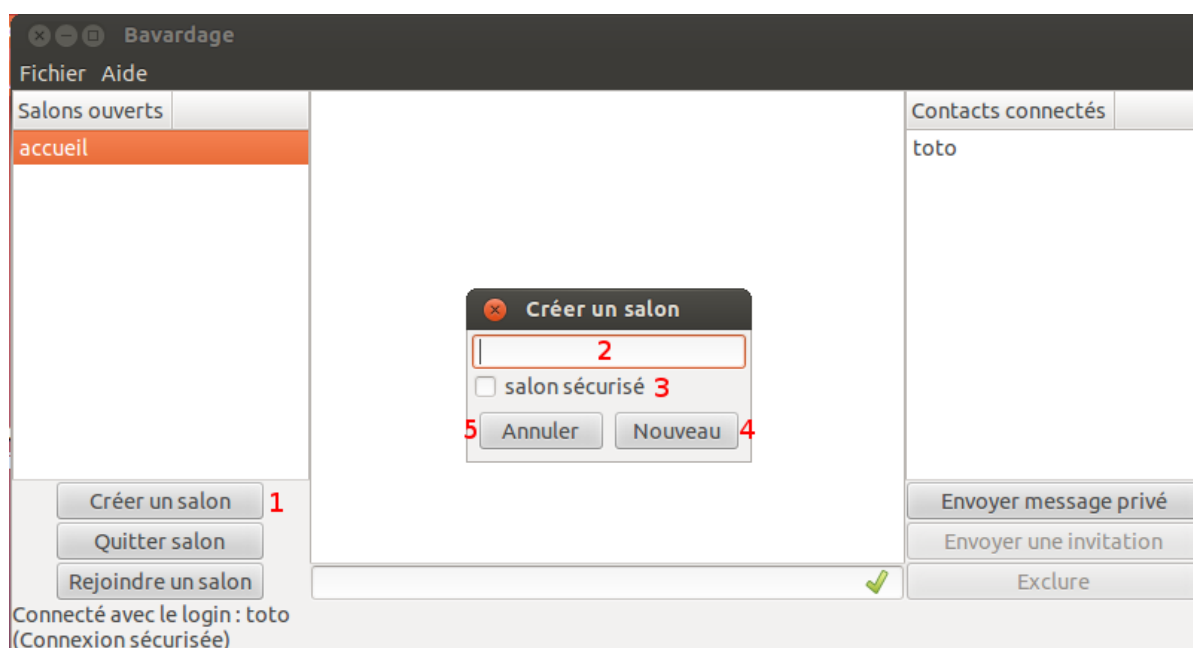 Bavardage
Fichier Aide
Salons ouverts
accueil
Contacts connectés
toto
Créer un salon
2
salon sécurisé 3
5 Annuler Nouveau 4
Créer un salon 1
Quitter salon
Rejoindre un salon
Envoyer message privé
Envoyer une invitation
Exclure
Connecté avec le login : toto
(Connexion sécurisée)